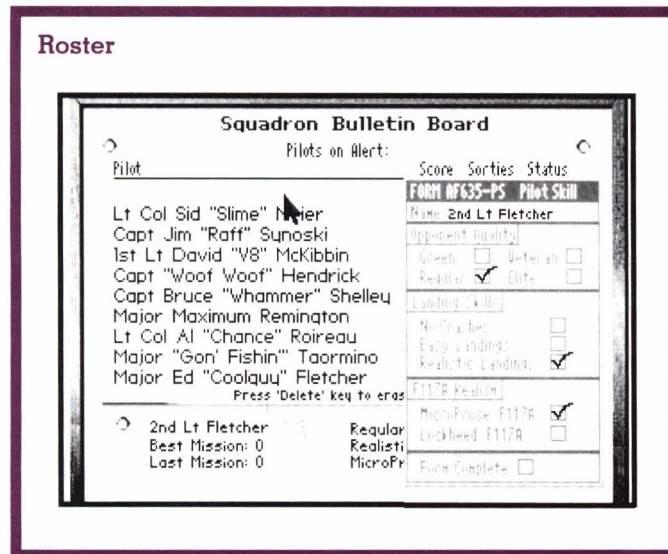 Roster
Squadron Bulletin Board
Pilots on Alert:
Pilot Score Sorties Status
FORM AF635-PS Pilot Skill
Name 2nd Lt Fletcher
Opponent Quality
Green Veteran
Regular Elite
Landing Skills
No Crashes
Easy Landings
Realistic Landings
F117A Realism
MicroProse F117A
Lockheed F117A
Form Complete
Lt Col Sid "Slime" Meier
Capt Jim "Raff" Synoski
1st Lt David "V8" McKibbin
Capt "Woof Woof" Hendrick
Capt Bruce "Whammer" Shelley
Major Maximum Remington
Lt Col Al "Chance" Roireau
Major "Gon' Fishin'" Taormino
Major Ed "Coolguy" Fletcher
Press 'Delete' key to eras
2nd Lt Fletcher Regular
Best Mission: 0 Realisti
Last Mission: 0 MicroPr